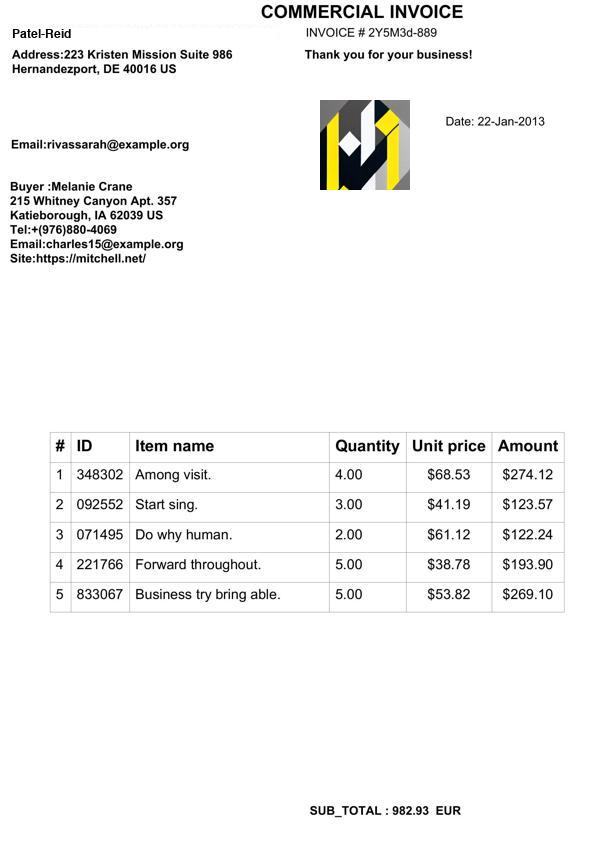 COMMERCIAL INVOICE
Patel-Reid
INVOICE # 2Y5M3d-889
Address:223 Kristen Mission Suite 986
Hernandezport, DE 40016 US
Thank you for your business!
Date: 22-Jan-2013
Email:rivassarah@example.org
Buyer :Melanie Crane
215 Whitney Canyon Apt. 357
Katieborough, IA 62039 US
Tel:+(976)880-4069
Email:charles15@example.org
Site:https://mitchell.net/
# ID Item name Quantity Unit price Amount
1 348302 Among visit. 4.00 $68.53 $274.12
2 092552 Start sing. 3.00 $41.19 $123.57
3 071495 Do why human. 2.00 $61.12 $122.24
4 221766 Forward throughout. 5.00 $38.78 $193.90
5 833067 Business try bring able. 5.00 $53.82 $269.10
SUB_TOTAL : 982.93 EUR